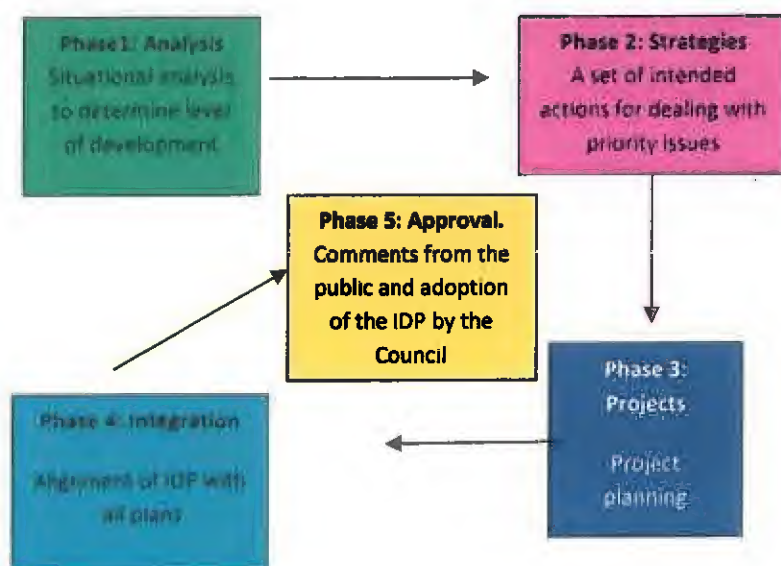 Phase1: Analysis
Situational analysis
to determine level
of development
Phase 2: Strategies
A set of intended
actions for dealing with
priority issues
Phase 5: Approval.
Comments from the
public and adoption
of the IDP by the
Council
Phase 3:
Projects
Project
planning
Phase 4: Integration
Alignment of IDP with
all plans